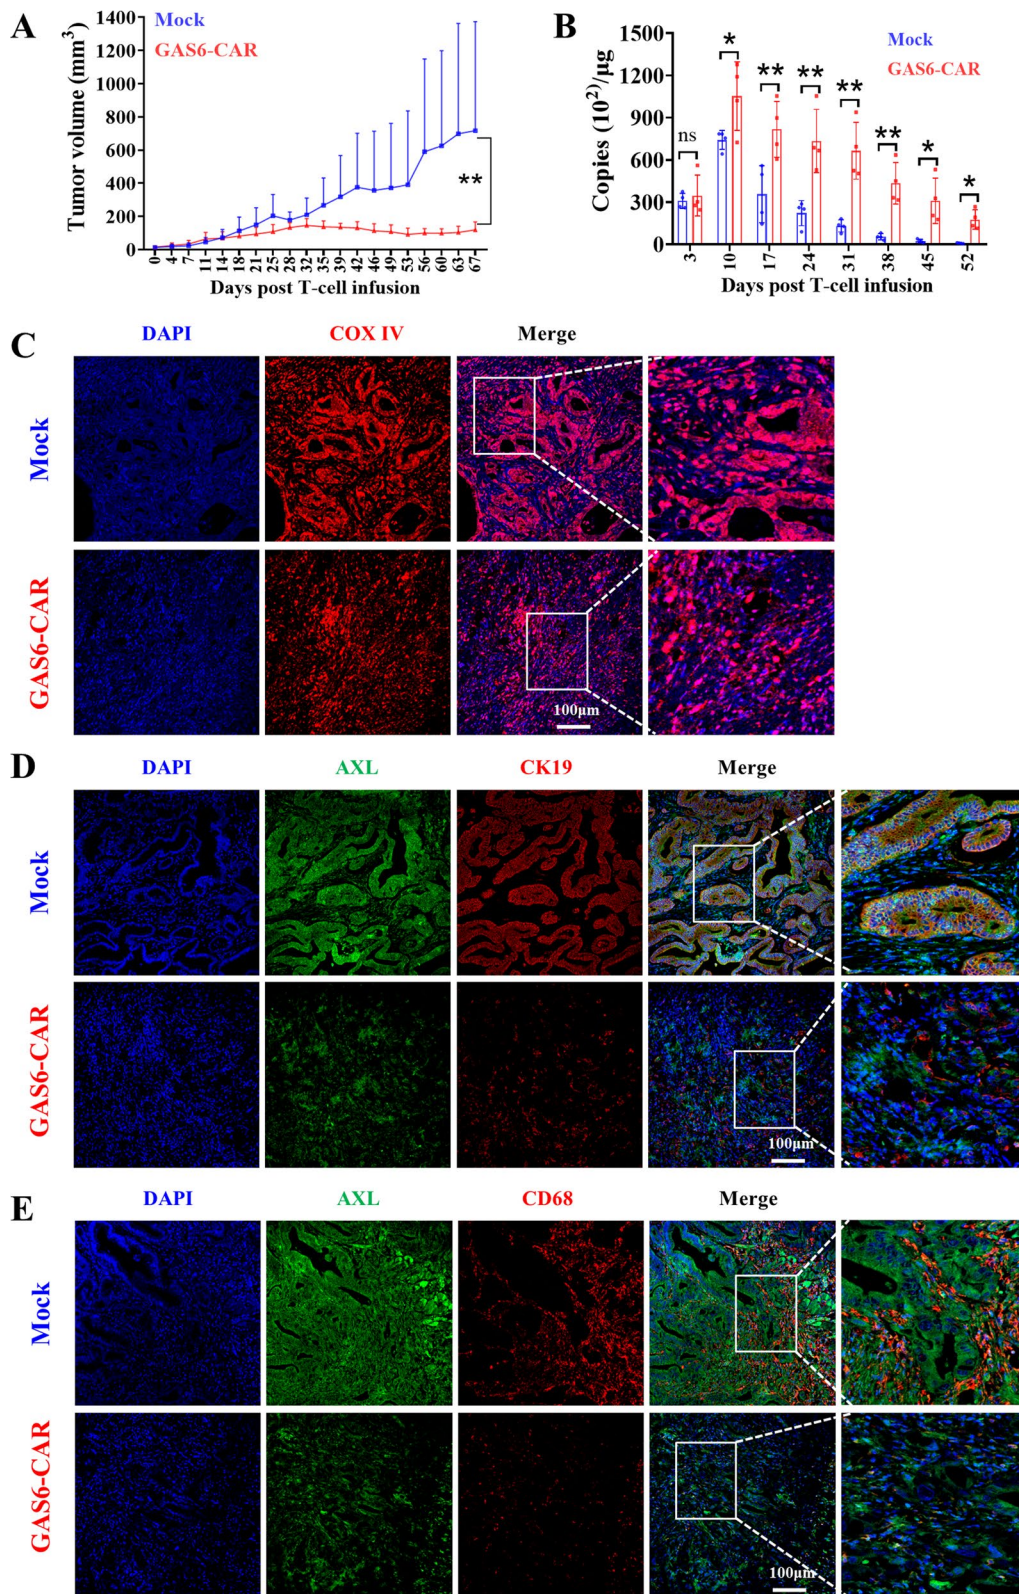 A
Mock
GAS6-CAR
Tumor volume (mm³)
1400
1200
1000
800
600
400
200
0
**
0 4 7 11 14 18 21 25 28 32 35 39 42 46 49 53 56 60 63 67
Days post T-cell infusion
B
Mock
GAS6-CAR
Copies (10²)/μg
1500
1200
900
600
300
0
ns * ** ** ** ** * *
3 10 17 24 31 38 45 52
Days post T-cell infusion
C
DAPI COX IV Merge
Mock
GAS6-CAR
100μm
D
DAPI AXL CK19 Merge
Mock
GAS6-CAR
100μm
E
DAPI AXL CD68 Merge
Mock
GAS6-CAR
100μm